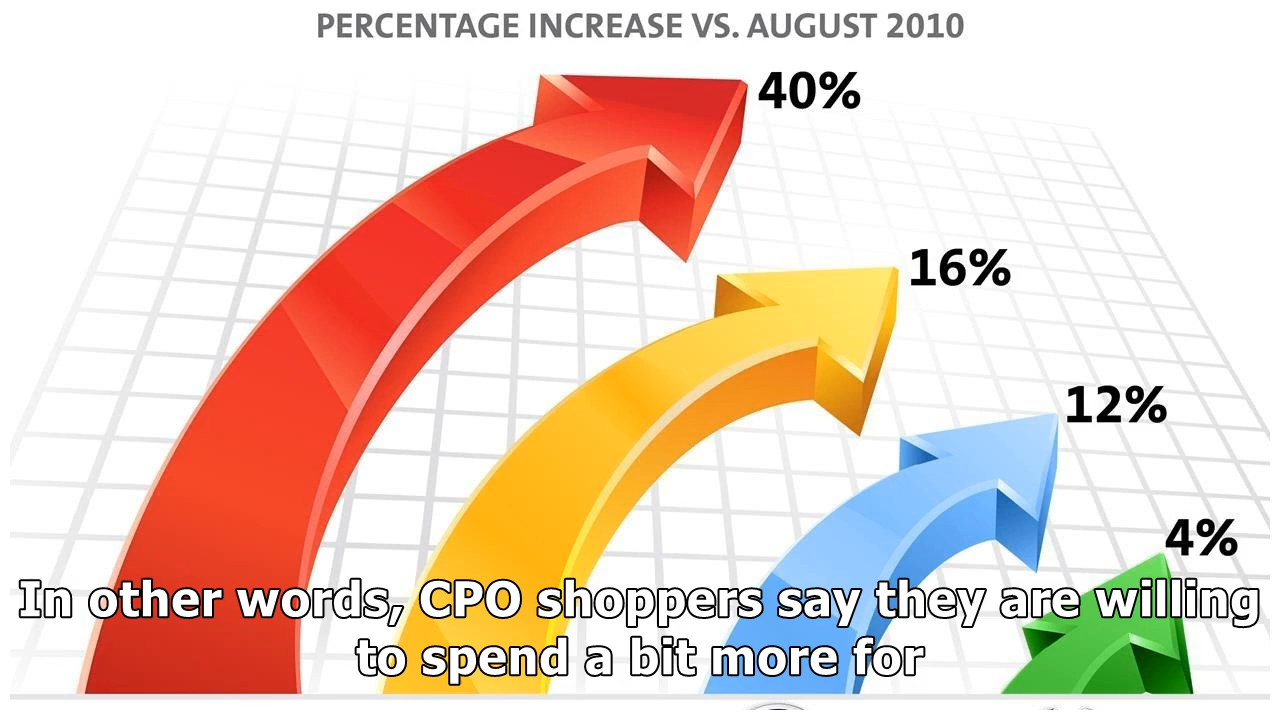 PERCENTAGE INCREASE VS. AUGUST 2010
40%
16%
12%
4%
In other words, CPO shoppers say they are willing
to spend a bit more for